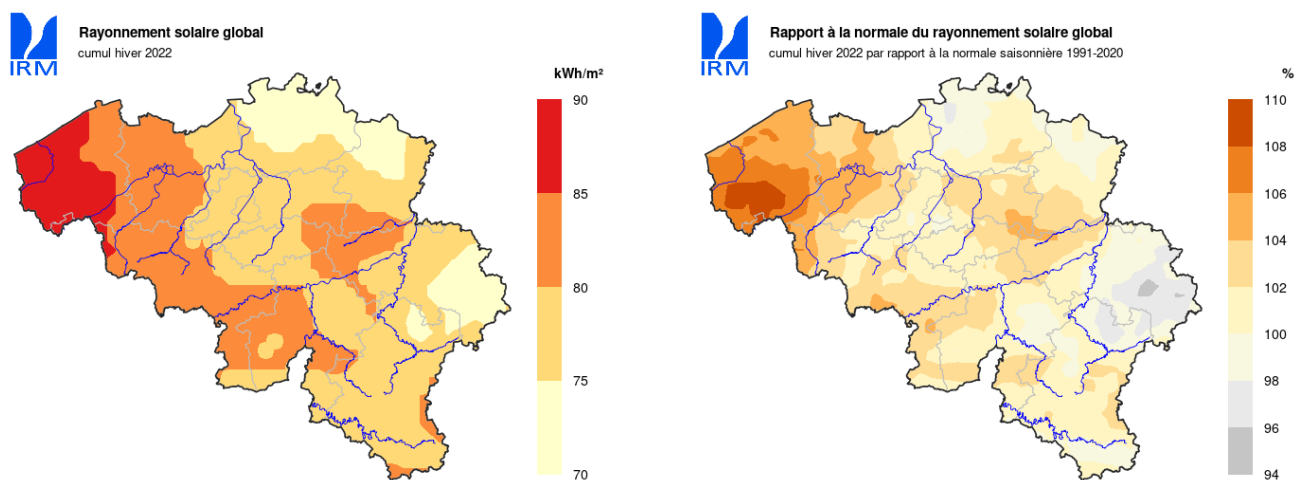 IRM
Rayonnement solaire global
cumul hiver 2022
kWh/m²
90
85
80
75
70
IRM
Rapport à la normale du rayonnement solaire global
cumul hiver 2022 par rapport à la normale saisonnière 1991-2020
%
110
108
106
104
102
100
98
96
94